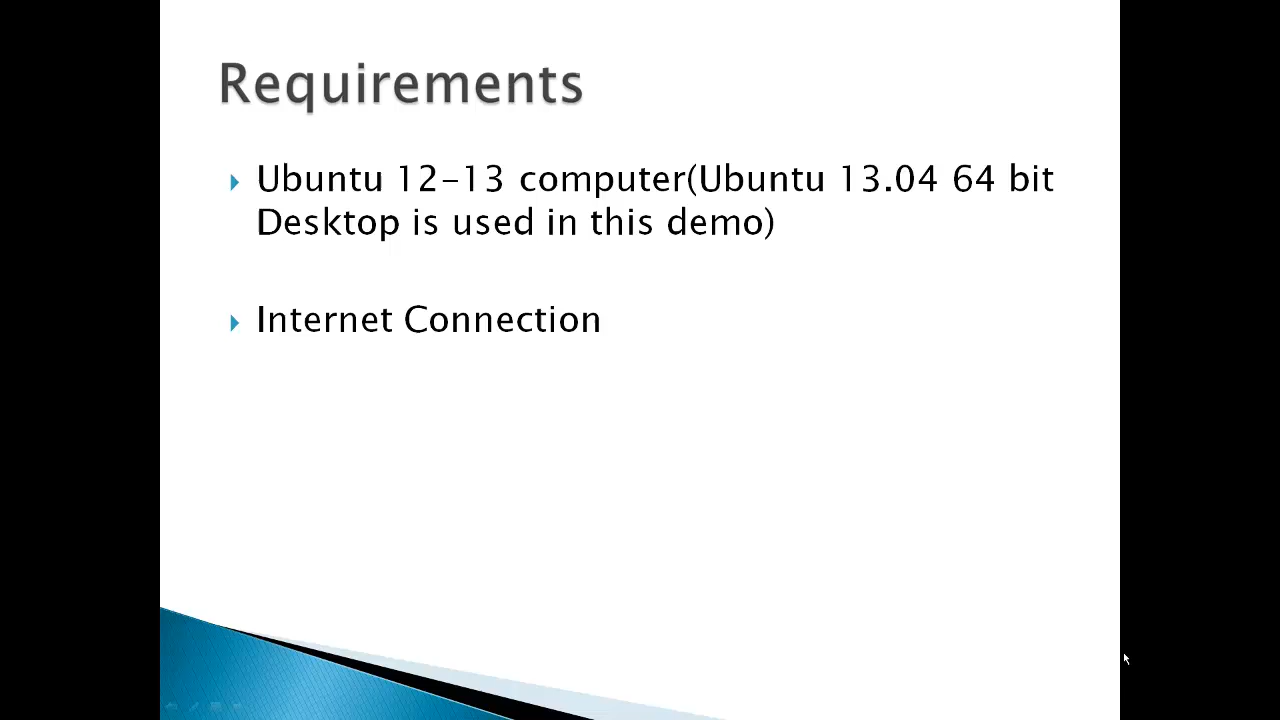 Requirements
Ubuntu 12-13 computer(Ubuntu 13.04 64 bit
Desktop is used in this demo)
Internet Connection